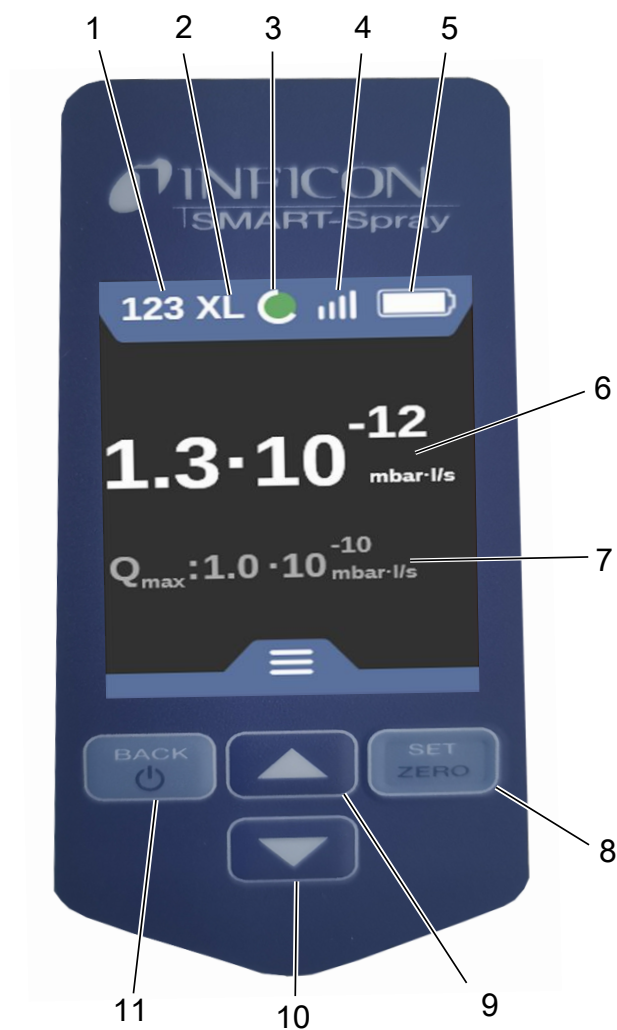 1 2 3 4 5
INFICON
SMART-Spray
123 XL
6
1.3·10⁻¹² mbar·l/s
Qmax:1.0·10⁻¹⁰ mbar·l/s
7
BACK
SET
ZERO
8
11
10
9